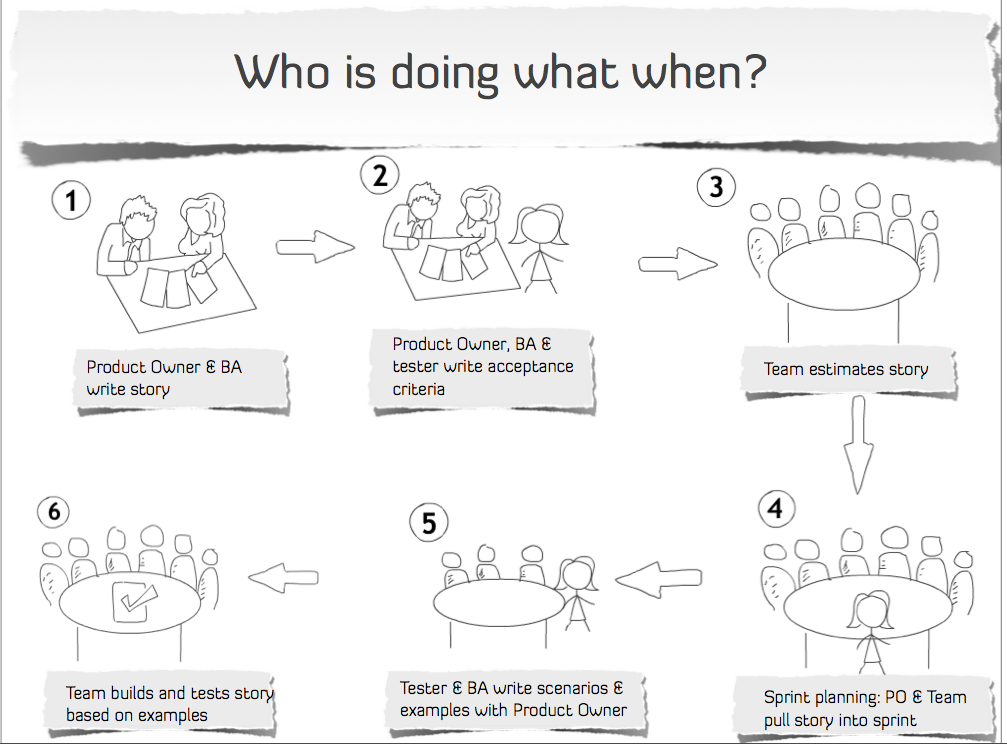 Who is doing what when?
1
Product Owner & BA
write story
2
Product Owner, BA &
tester write acceptance
criteria
3
Team estimates story
4
Sprint planning: PO & Team
pull story into sprint
5
Tester & BA write scenarios &
examples with Product Owner
6
Team builds and tests story
based on examples